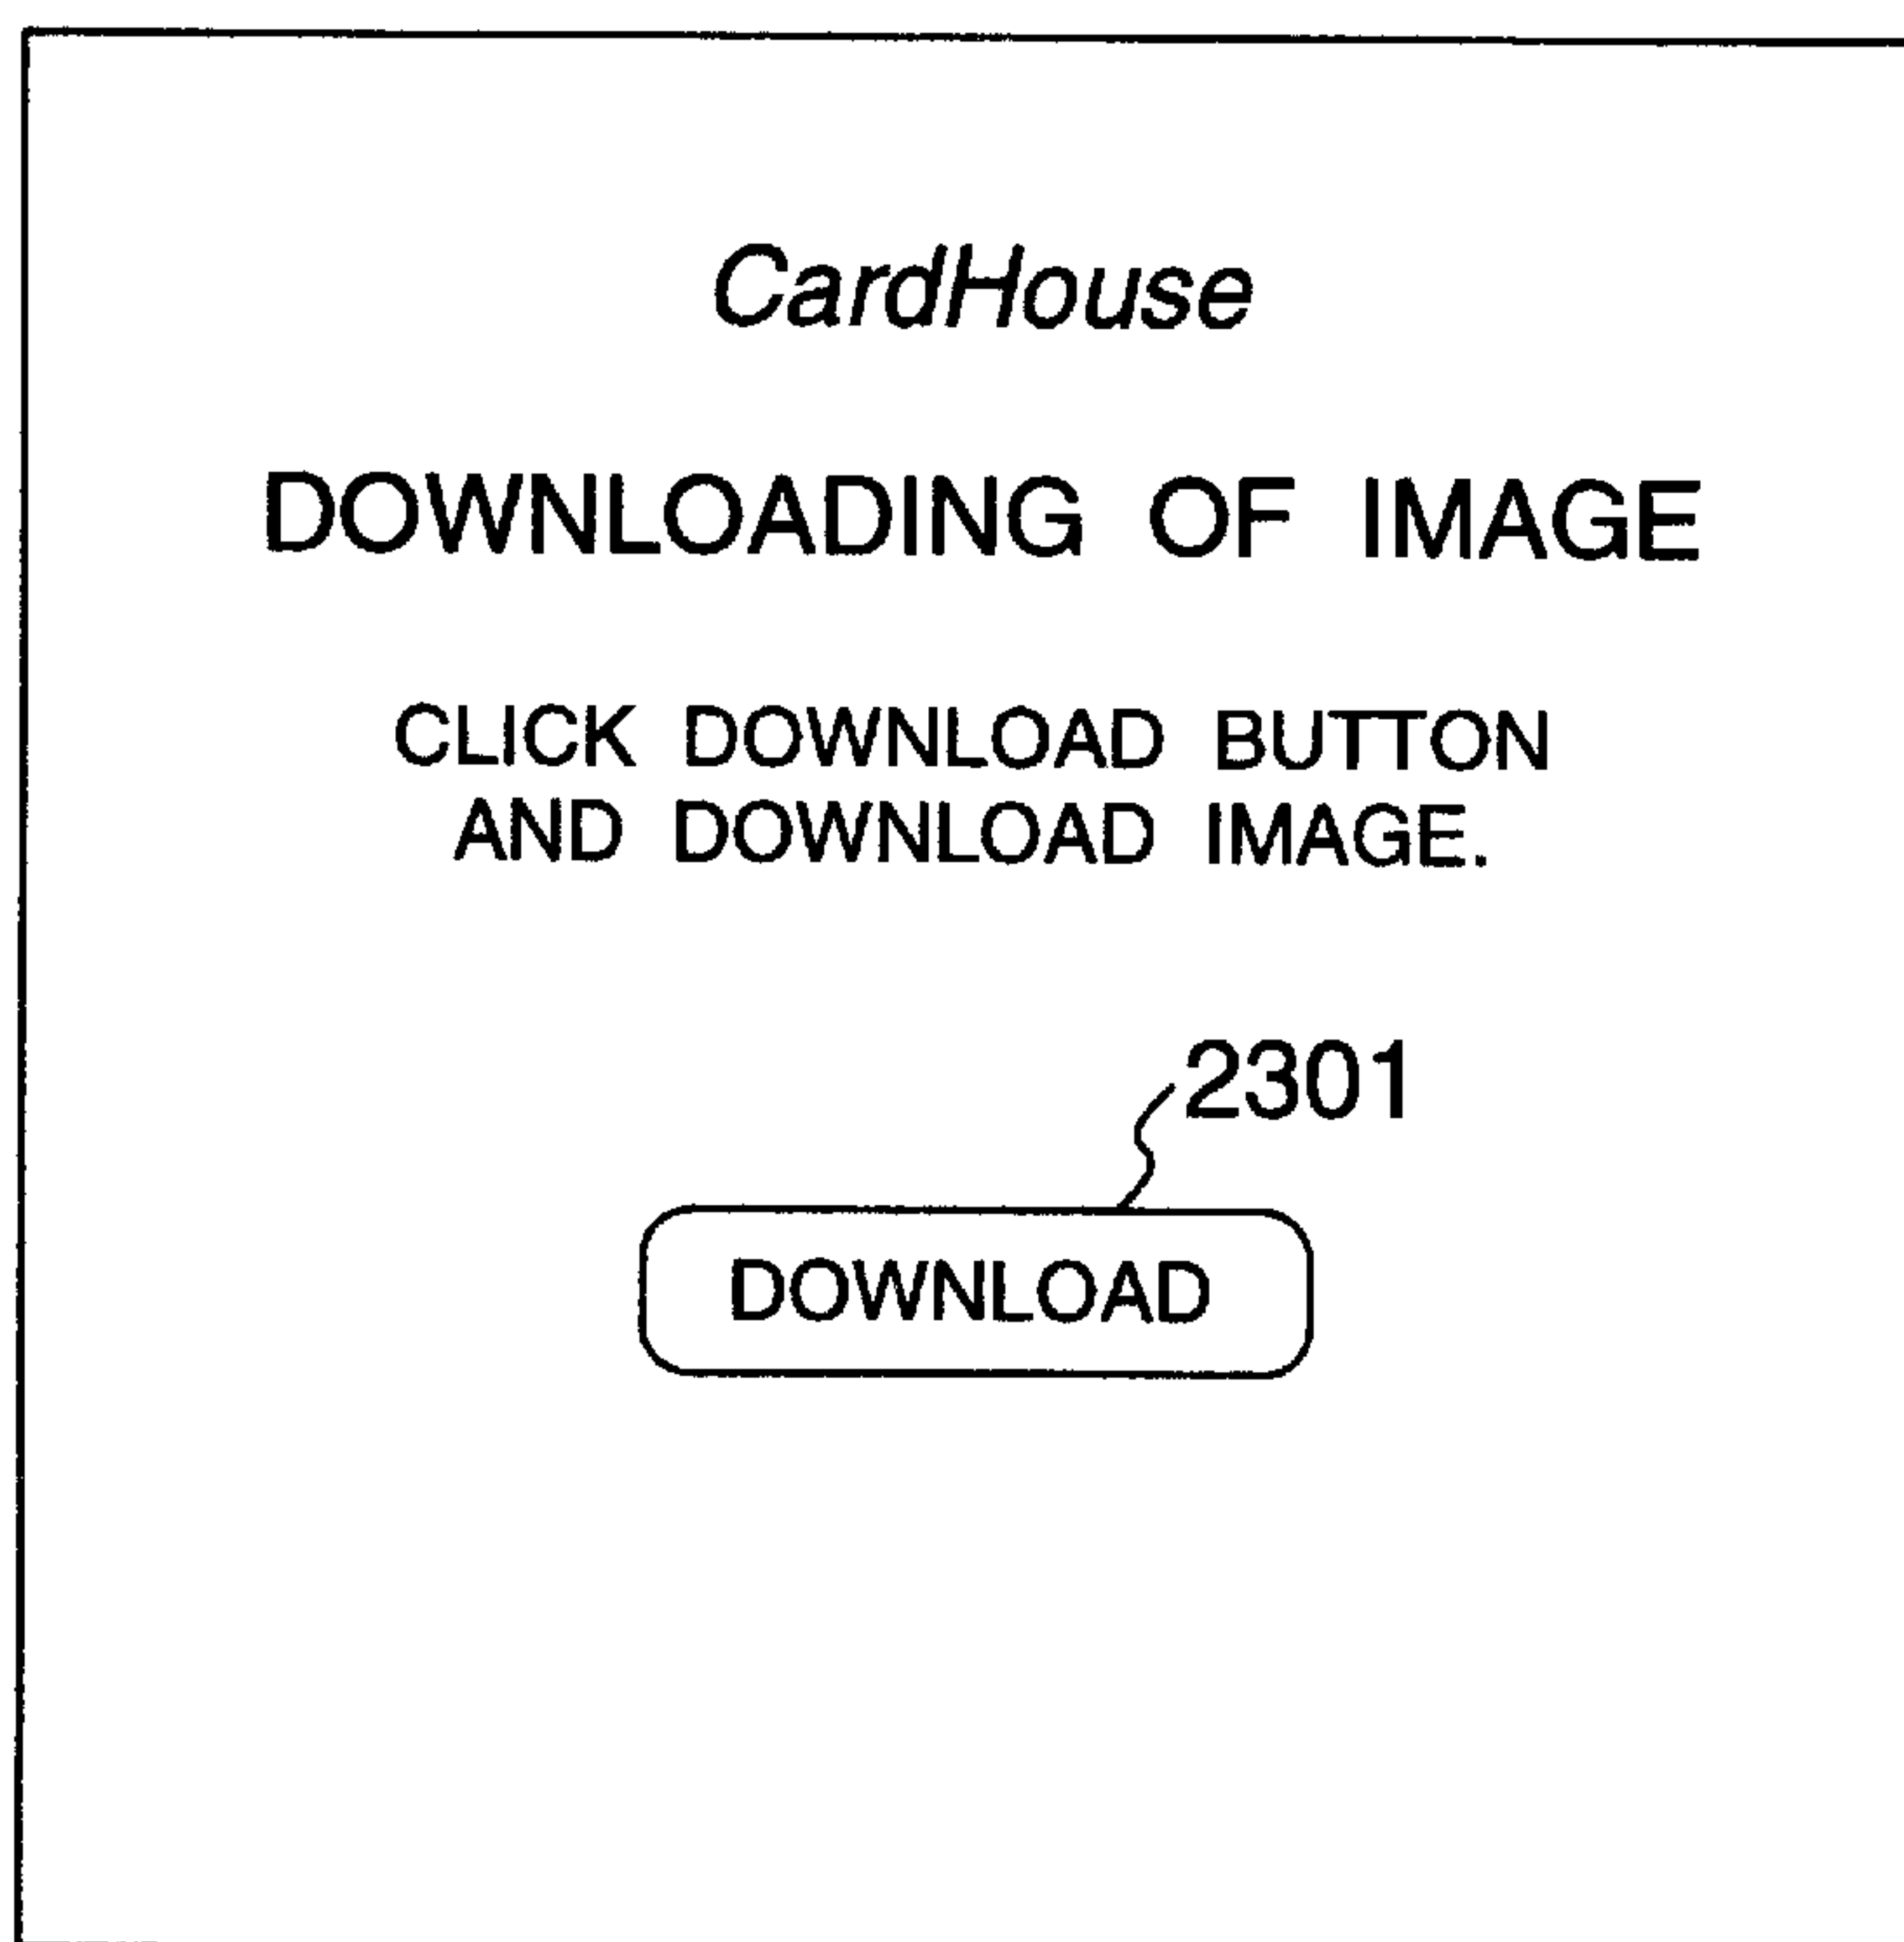 CardHouse
DOWNLOADING OF IMAGE
CLICK DOWNLOAD BUTTON
AND DOWNLOAD IMAGE.
2301
DOWNLOAD